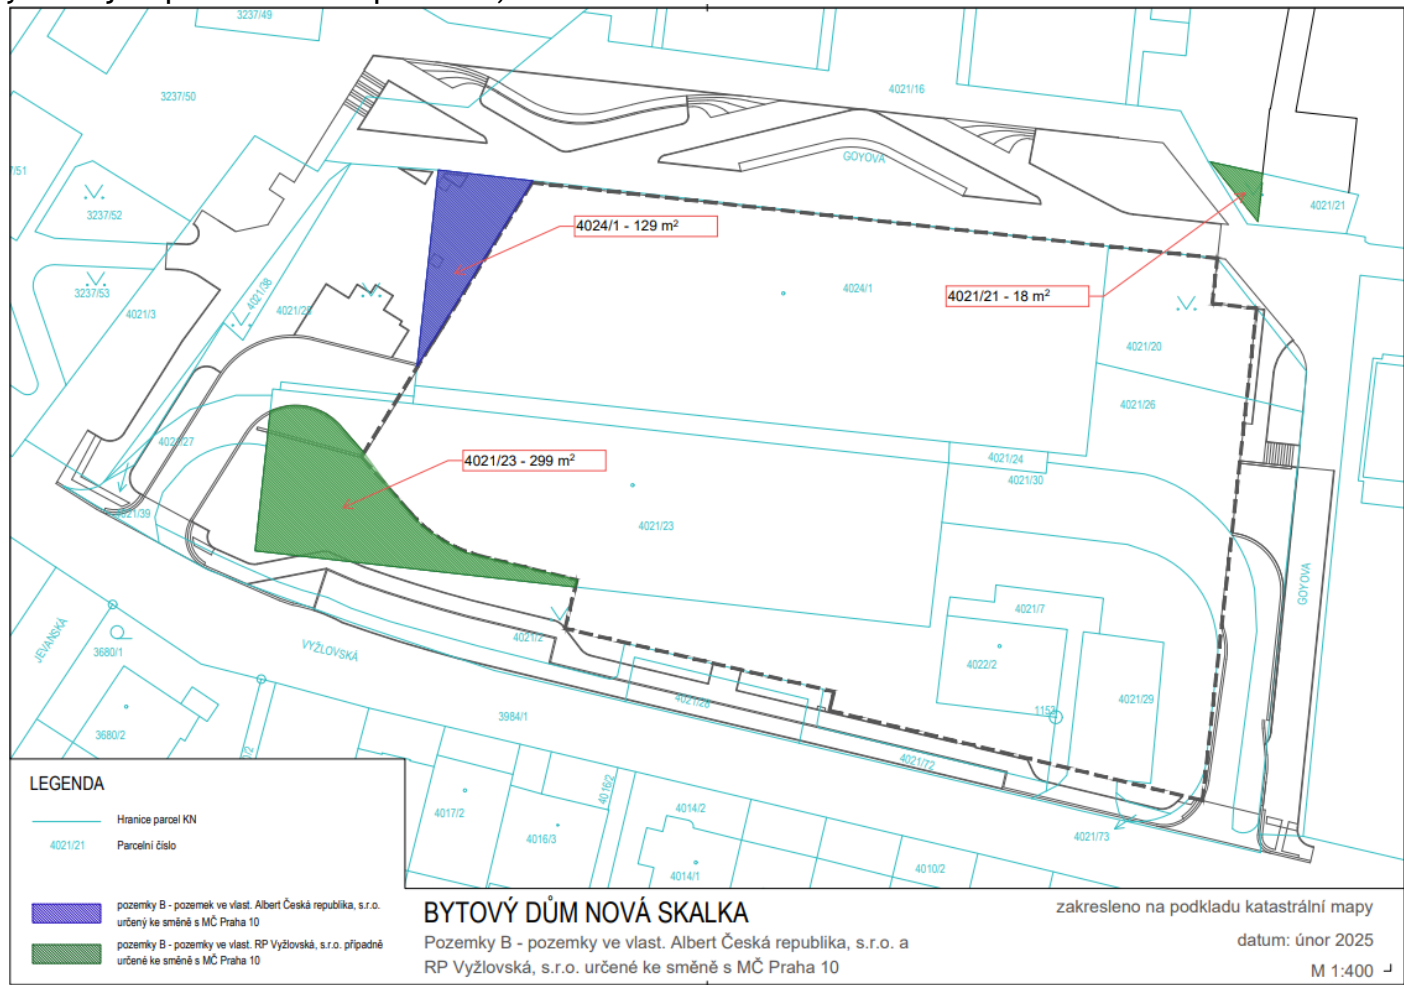 3237/49
3237/50
4021/16
GOYOVA
3237/52
4021/21
4024/1 - 129 m²
3237/53
4021/38
4021/3
4024/1
4021/21 - 18 m²
4021/20
4021/26
4021/23 - 299 m²
4021/24
4021/30
4021/39
4021/23
GOYOVA
4021/7
JEVANSKÁ
3680/1
VYŽLOVSKÁ
4021/2
4022/2
4021/28
4021/29
3984/1
1153
3680/2
4021/72
4016/2
4017/2
4014/2
4016/3
4021/73
4014/1
4010/2
LEGENDA
Hranice parcel KN
4021/21 Parcelní číslo
pozemky B - pozemek ve vlast. Albert Česká republika, s.r.o.
určený ke směně s MČ Praha 10
pozemky B - pozemky ve vlast. RP Vyžlovská, s.r.o. případně
určené ke směně s MČ Praha 10
BYTOVÝ DŮM NOVÁ SKALKA
Pozemky B - pozemky ve vlast. Albert Česká republika, s.r.o. a
RP Vyžlovská, s.r.o. určené ke směně s MČ Praha 10
zakresleno na podkladu katastrální mapy
datum: únor 2025
M 1:400